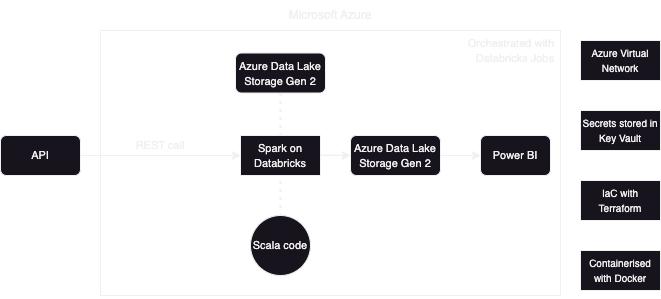 Microsoft Azure
Orchestrated with
Databricks Jobs
Azure Data Lake
Storage Gen 2
API
REST call
Spark on
Databricks
Azure Data Lake
Storage Gen 2
Power BI
Scala code
Azure Virtual
Network
Secrets stored in
Key Vault
IaC with
Terraform
Containerised
with Docker